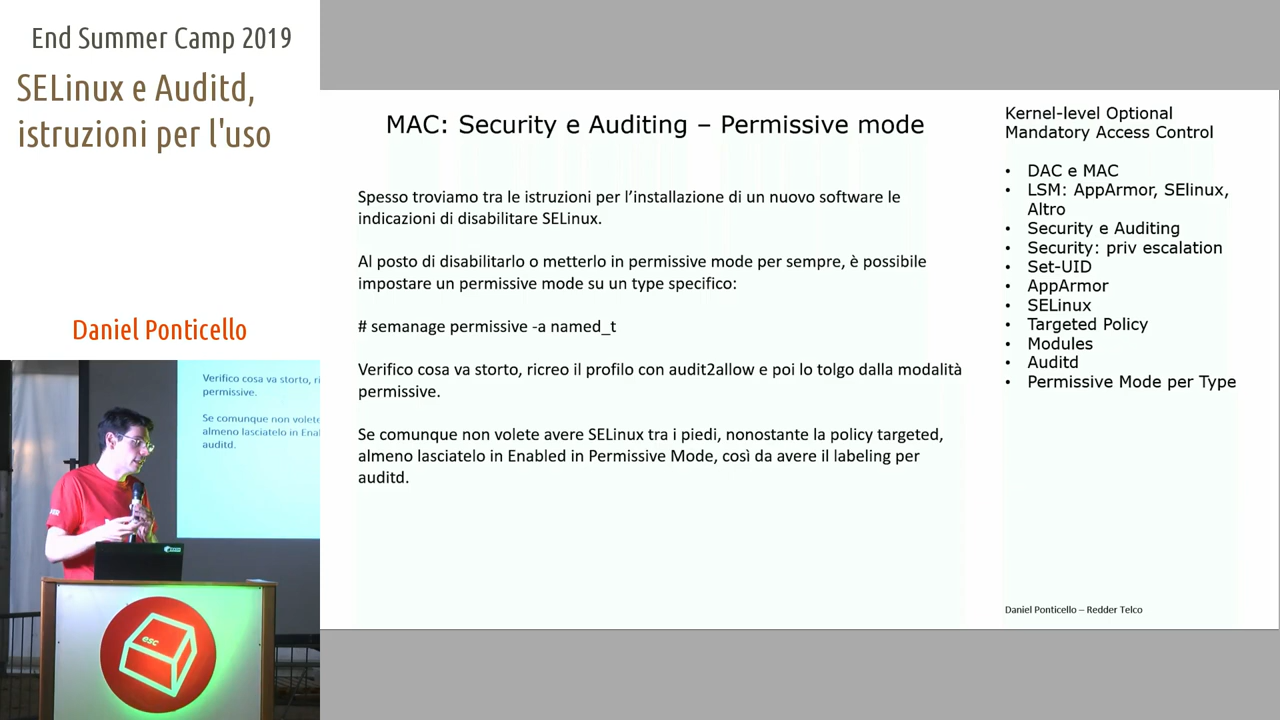 End Summer Camp 2019
SELinux e Auditd,
istruzioni per l'uso
Daniel Ponticello
MAC: Security e Auditing – Permissive mode
Spesso troviamo tra le istruzioni per l’installazione di un nuovo software le
indicazioni di disabilitare SELinux.
Al posto di disabilitarlo o metterlo in permissive mode per sempre, è possibile
impostare un permissive mode su un type specifico:
# semanage permissive -a named_t
Verifico cosa va storto, ricreo il profilo con audit2allow e poi lo tolgo dalla modalità
permissive.
Se comunque non volete avere SELinux tra i piedi, nonostante la policy targeted,
almeno lasciatelo in Enabled in Permissive Mode, così da avere il labeling per
auditd.
Kernel-level Optional
Mandatory Access Control
• DAC e MAC
• LSM: AppArmor, SElinux,
Altro
• Security e Auditing
• Security: priv escalation
• Set-UID
• AppArmor
• SELinux
• Targeted Policy
• Modules
• Auditd
• Permissive Mode per Type
Daniel Ponticello – Redder Telco
Verifico cosa va storto, ri
permissive.
Se comunque non volete
almeno lasciatelo in Ena
auditd.
esc